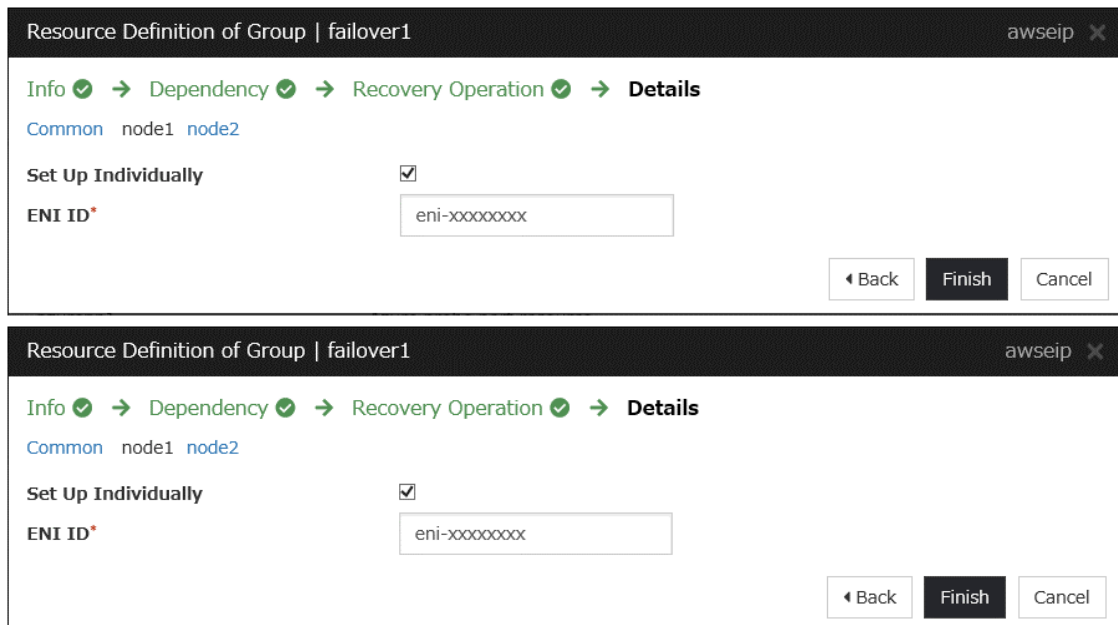 Resource Definition of Group | failover1 awseip
Info → Dependency → Recovery Operation → Details
Common node1 node2
Set Up Individually
ENI ID*
eni-xxxxxxxx
Back Finish Cancel
Resource Definition of Group | failover1 awseip
Info → Dependency → Recovery Operation → Details
Common node1 node2
Set Up Individually
ENI ID*
eni-xxxxxxxx
Back Finish Cancel